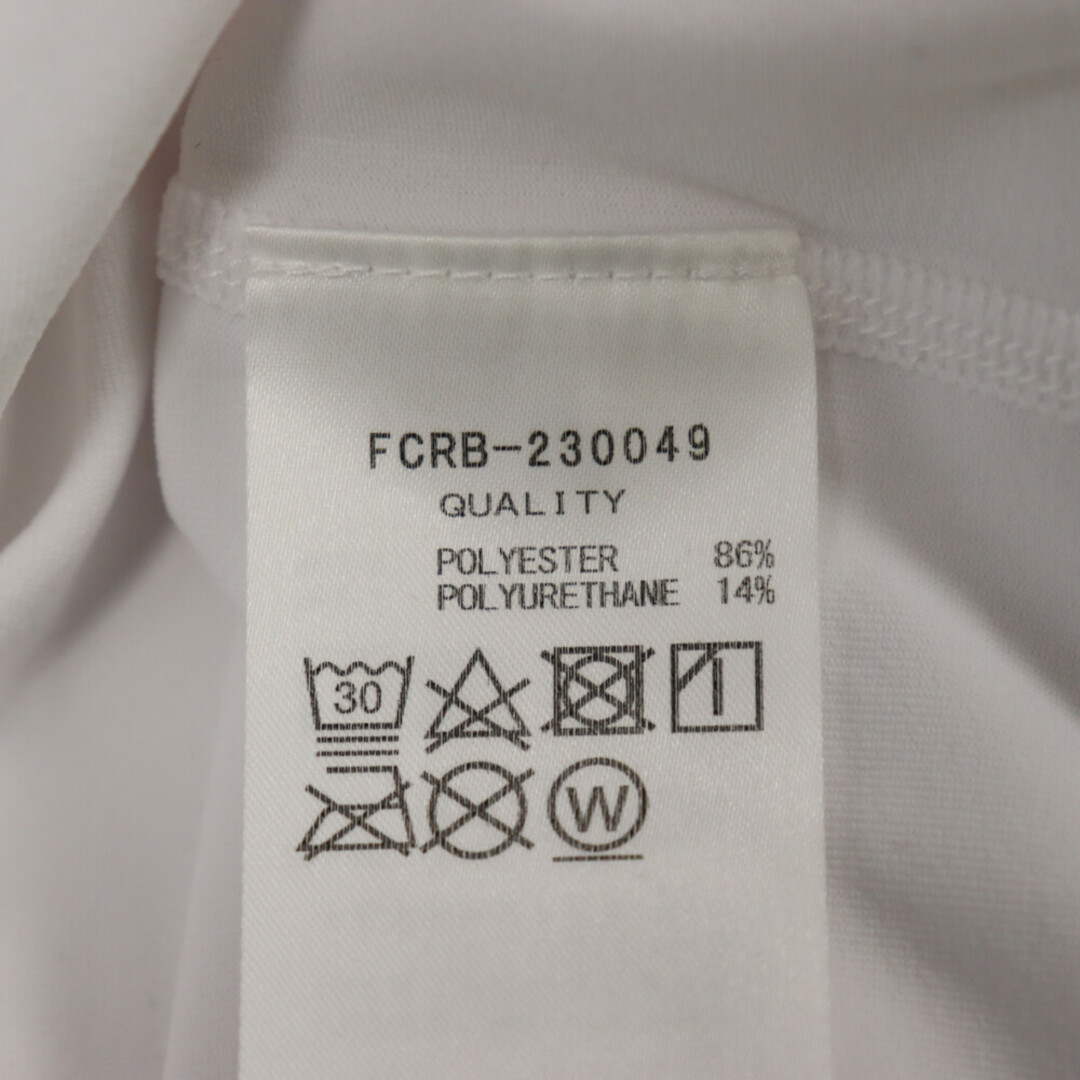 FCRB-230049
QUALITY
POLYESTER 86%
POLYURETHANE 14%
30
W